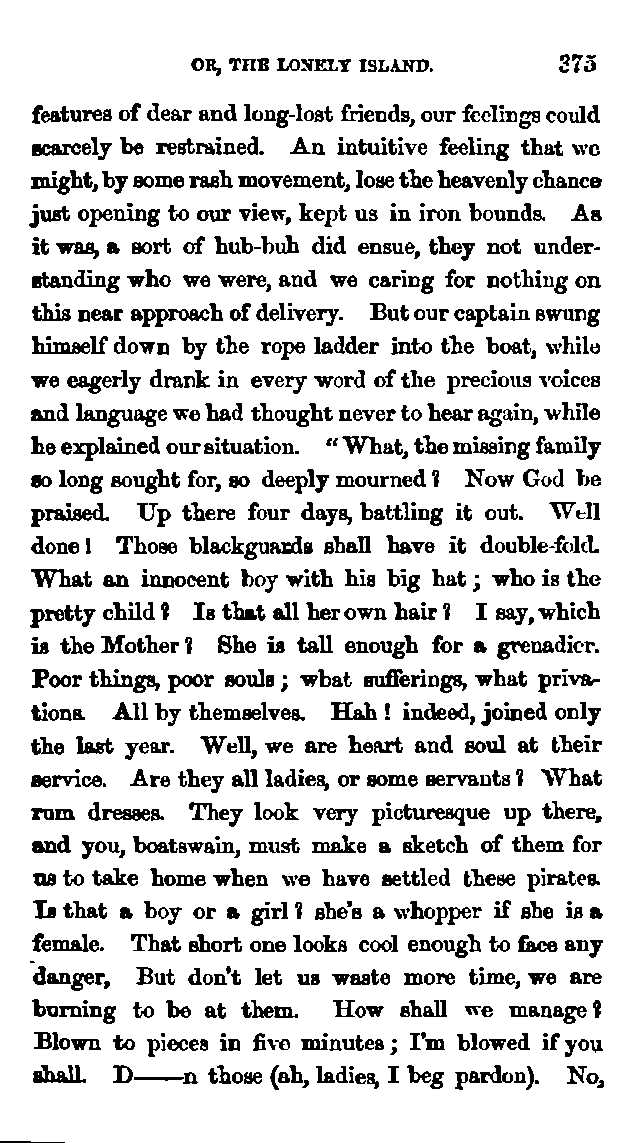 OR, THE LONELY ISLAND. 375
features of dear and long-lost friends, our feelings could
scarcely be restrained. An intuitive feeling that we
might, by some rash movement, lose the heavenly chance
just opening to our view, kept us in iron bounds. As
it was, a sort of hub-buh did ensue, they not under-
standing who we were, and we caring for nothing on
this near approach of delivery. But our captain swung
himself down by the rope ladder into the boat, while
we eagerly drank in every word of the precious voices
and language we had thought never to hear again, while
he explained our situation. "What, the missing family
so long sought for, so deeply mourned? Now God be
praised. Up there four days, battling it out. Well
done! Those blackguards shall have it double-fold.
What an innocent boy with his big hat; who is the
pretty child? Is that all her own hair? I say, which
is the Mother? She is tall enough for a grenadier.
Poor things, poor souls; what sufferings, what priva-
tions. All by themselves. Hah! indeed, joined only
the last year. Well, we are heart and soul at their
service. Are they all ladies, or some servants? What
rum dresses. They look very picturesque up there,
and you, boatswain, must make a sketch of them for
us to take home when we have settled these pirates.
Is that a boy or a girl? she's a whopper if she is a
female. That short one looks cool enough to face any
danger, But don't let us waste more time, we are
burning to be at them. How shall we manage?
Blown to pieces in five minutes; I'm blowed if you
shall. D——n those (ah, ladies, I beg pardon). No,